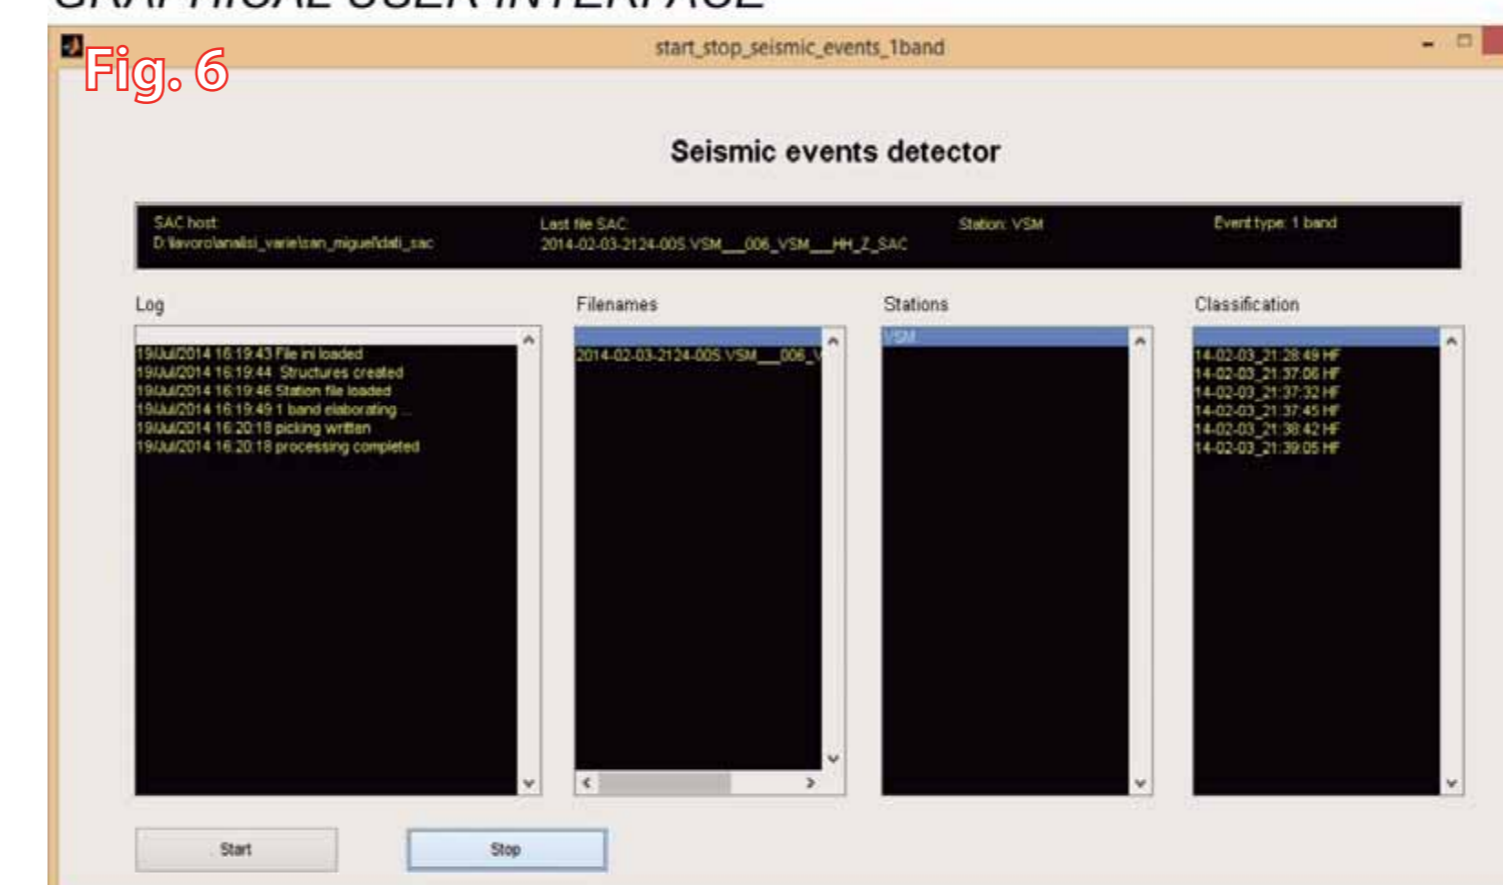 GRAPHICAL USER INTERFACE
start_stop_seismic_events_1band
Fig. 6
Seismic events detector
SAC host:
D:\lavoro\analisi_varie\san_miguel\dati_sac
Last file SAC:
2014-02-03-2124-00S.VSM___006_VSM___HH_Z_SAC
Station: VSM
Event type: 1 band
Log
19/Jul/2014 16:19:43 File ini loaded
19/Jul/2014 16:19:44 Structures created
19/Jul/2014 16:19:46 Station file loaded
19/Jul/2014 16:19:49 1 band elaborating ...
19/Jul/2014 16:20:18 picking written
19/Jul/2014 16:20:18 processing completed
Filenames
2014-02-03-2124-00S.VSM___006_V
Stations
VSM
Classification
14-02-03_21:28:49 HF
14-02-03_21:37:06 HF
14-02-03_21:37:32 HF
14-02-03_21:37:45 HF
14-02-03_21:38:42 HF
14-02-03_21:39:05 HF
Start
Stop